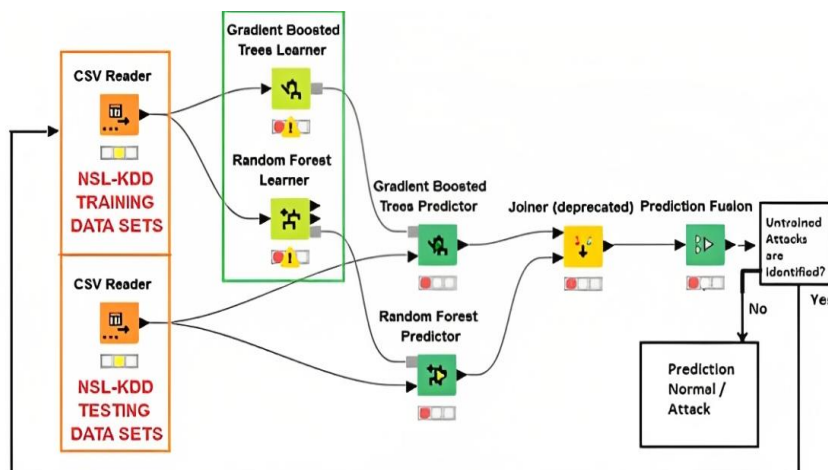 Gradient Boosted
Trees Learner
CSV Reader
NSL-KDD
TRAINING
DATA SETS
Random Forest
Learner
Gradient Boosted
Trees Predictor
Joiner (deprecated)
Prediction Fusion
Untrained
Attacks
are
identified?
No
Yes
CSV Reader
NSL-KDD
TESTING
DATA SETS
Random Forest
Predictor
Prediction
Normal /
Attack